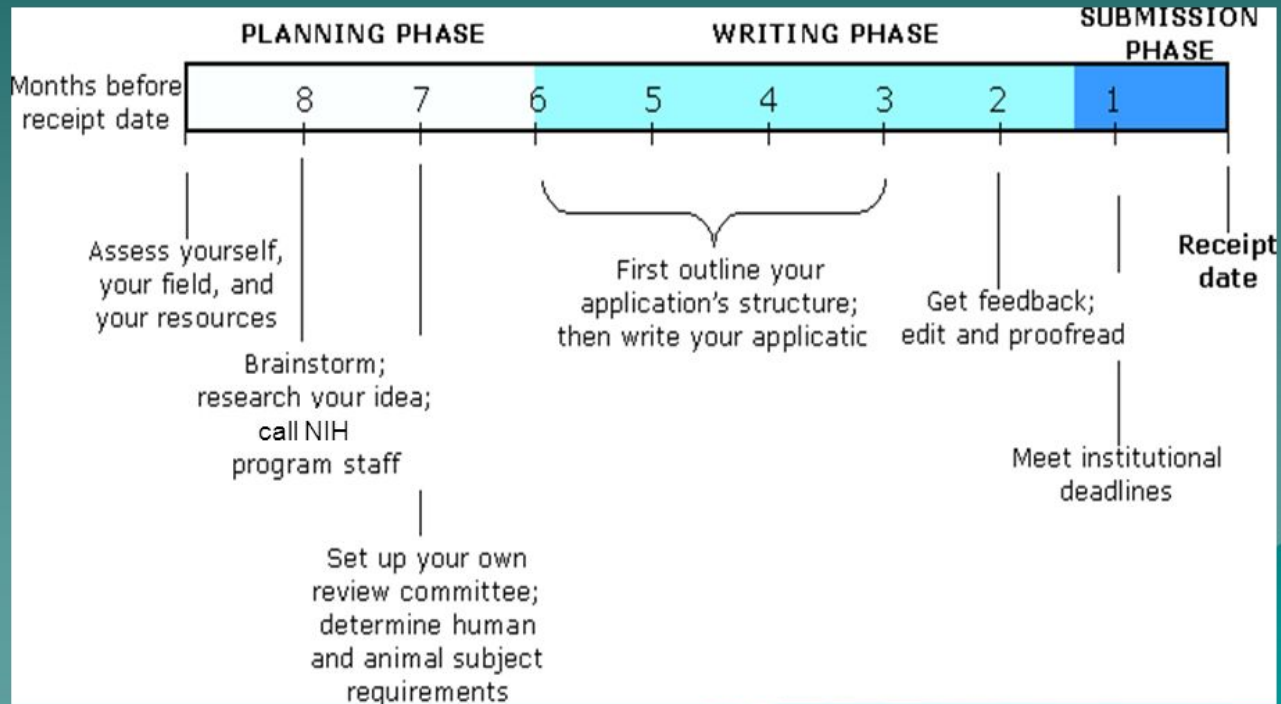 PLANNING PHASE
WRITING PHASE
SUBMISSION
PHASE
Months before
receipt date
8 7 6 5 4 3 2 1
Assess yourself,
your field, and
your resources
Brainstorm;
research your idea;
call NIH
program staff
Set up your own
review committee;
determine human
and animal subject
requirements
First outline your
application's structure;
then write your applicatic
Get feedback;
edit and proofread
Meet institutional
deadlines
Receipt
date